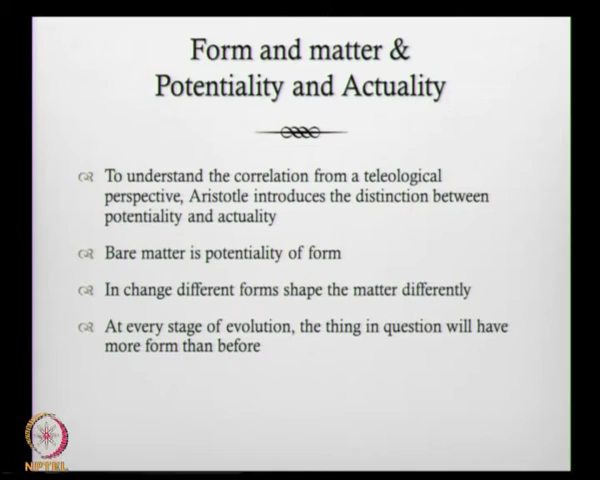 Form and matter &
Potentiality and Actuality
To understand the correlation from a teleological
perspective, Aristotle introduces the distinction between
potentiality and actuality
Bare matter is potentiality of form
In change different forms shape the matter differently
At every stage of evolution, the thing in question will have
more form than before
NPTEL